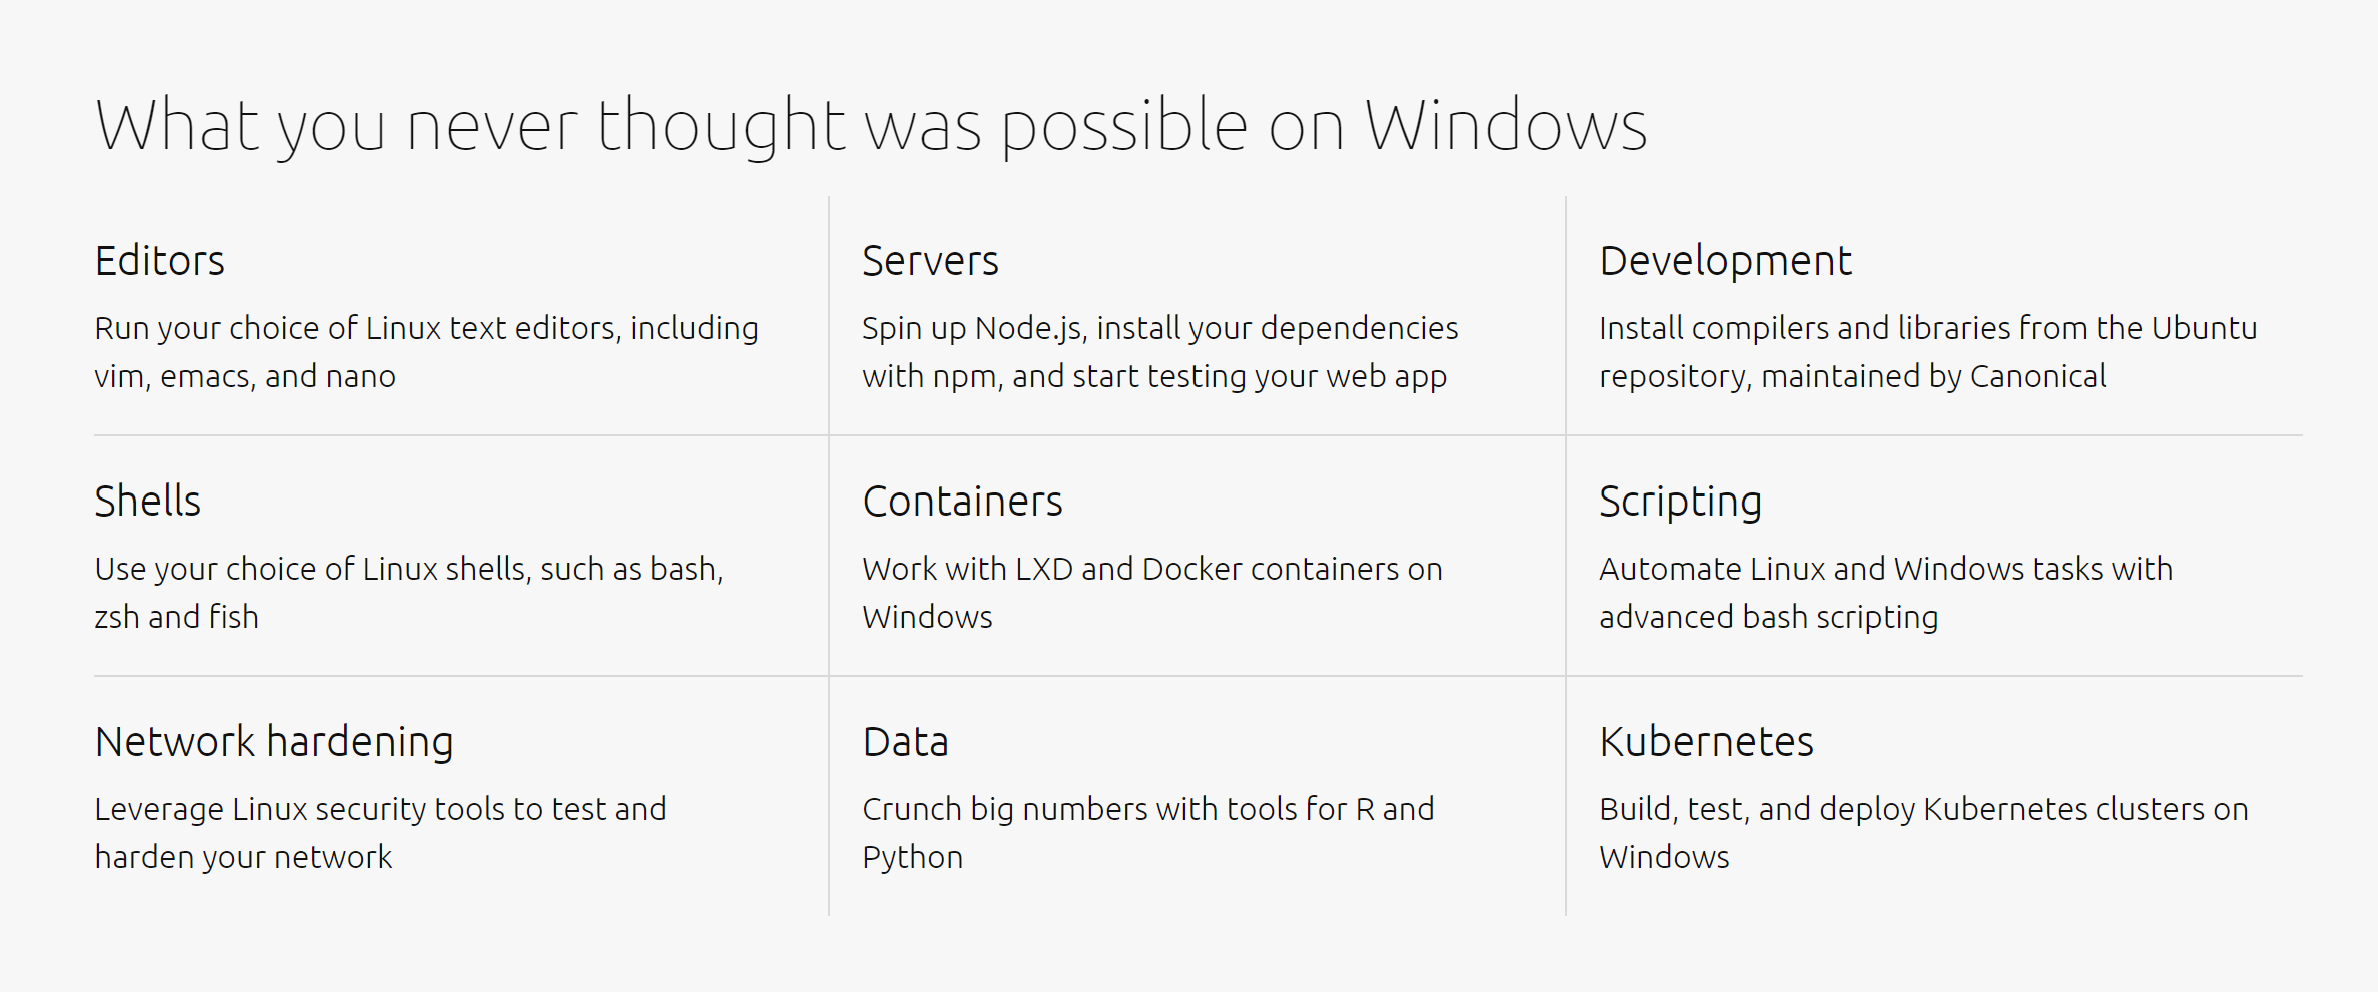 What you never thought was possible on Windows
Editors
Run your choice of Linux text editors, including
vim, emacs, and nano
Servers
Spin up Node.js, install your dependencies
with npm, and start testing your web app
Development
Install compilers and libraries from the Ubuntu
repository, maintained by Canonical
Shells
Use your choice of Linux shells, such as bash,
zsh and fish
Containers
Work with LXD and Docker containers on
Windows
Scripting
Automate Linux and Windows tasks with
advanced bash scripting
Network hardening
Leverage Linux security tools to test and
harden your network
Data
Crunch big numbers with tools for R and
Python
Kubernetes
Build, test, and deploy Kubernetes clusters on
Windows